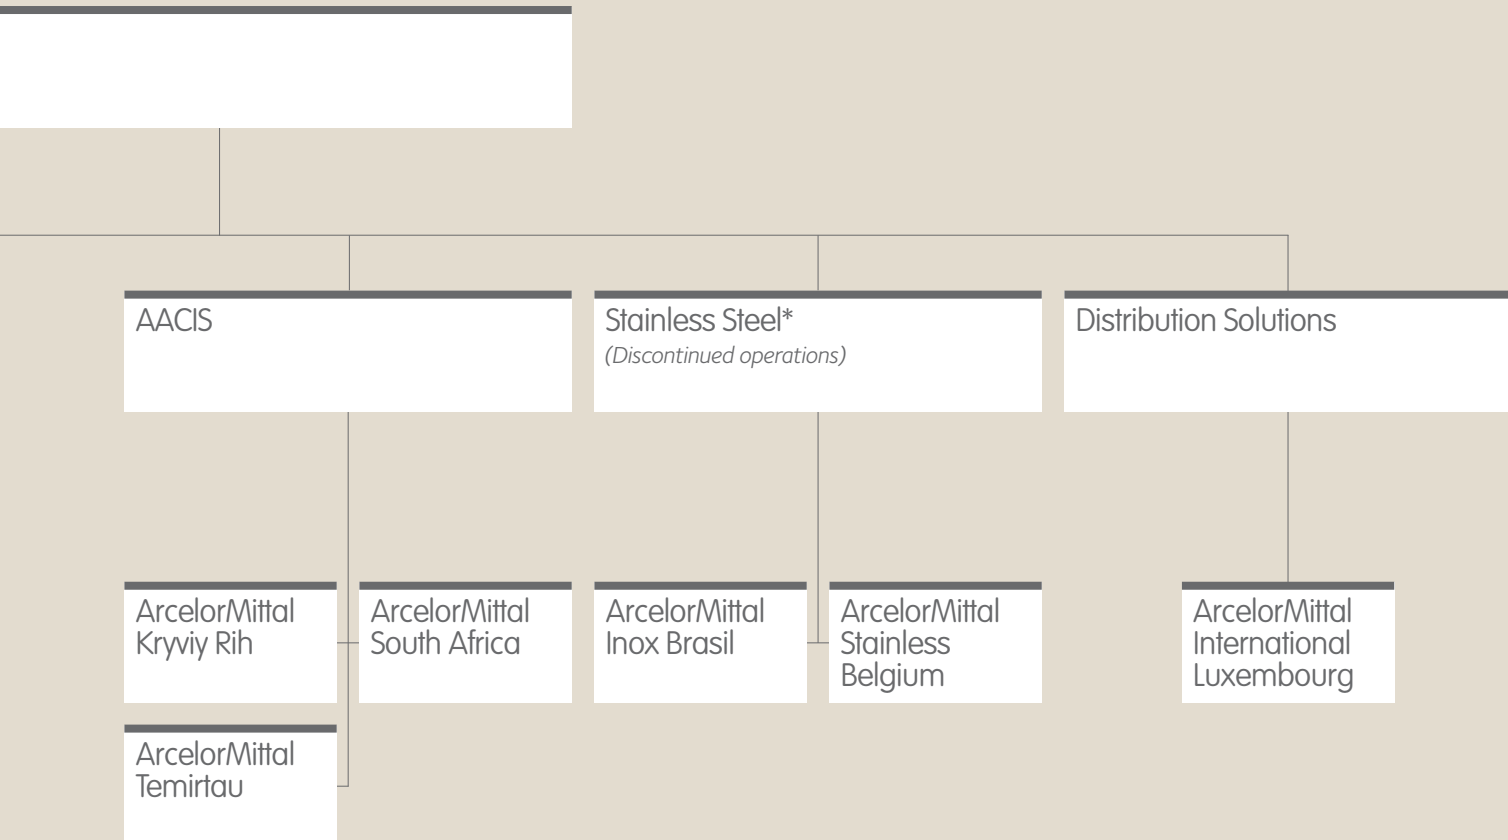 AACIS
Stainless Steel*
(Discontinued operations)
Distribution Solutions
ArcelorMittal
Kryviy Rih
ArcelorMittal
South Africa
ArcelorMittal
Inox Brasil
ArcelorMittal
Stainless
Belgium
ArcelorMittal
International
Luxembourg
ArcelorMittal
Temirtau